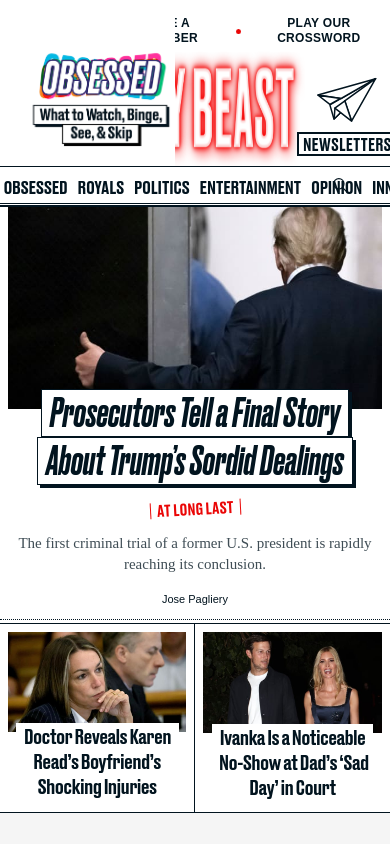 E A
BER
PLAY OUR
CROSSWORD
OBSESSED
What to Watch, Binge,
See, & Skip
Y BEAST
NEWSLETTERS
OBSESSED ROYALS POLITICS ENTERTAINMENT OPINION INN
Prosecutors Tell a Final Story
About Trump’s Sordid Dealings
AT LONG LAST
The first criminal trial of a former U.S. president is rapidly
reaching its conclusion.
Jose Pagliery
Doctor Reveals Karen
Read’s Boyfriend’s
Shocking Injuries
Ivanka Is a Noticeable
No-Show at Dad’s ‘Sad
Day’ in Court